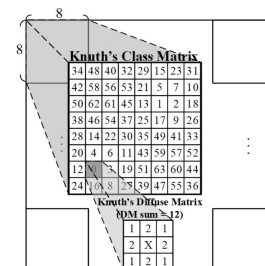 8
8
Knuth's Class Matrix
34 48 40 32 29 15 23 31
42 58 56 53 21 5 7 10
50 62 61 45 13 1 2 18
38 46 54 37 25 17 9 26
28 14 22 30 35 49 41 33
20 4 6 11 43 59 57 52
12 19 51 63 60 44
24 16 8 27 39 47 55 36
Knuth's Diffuse Matrix
(DM sum = 12)
1 2 1
2 X 2
1 2 1